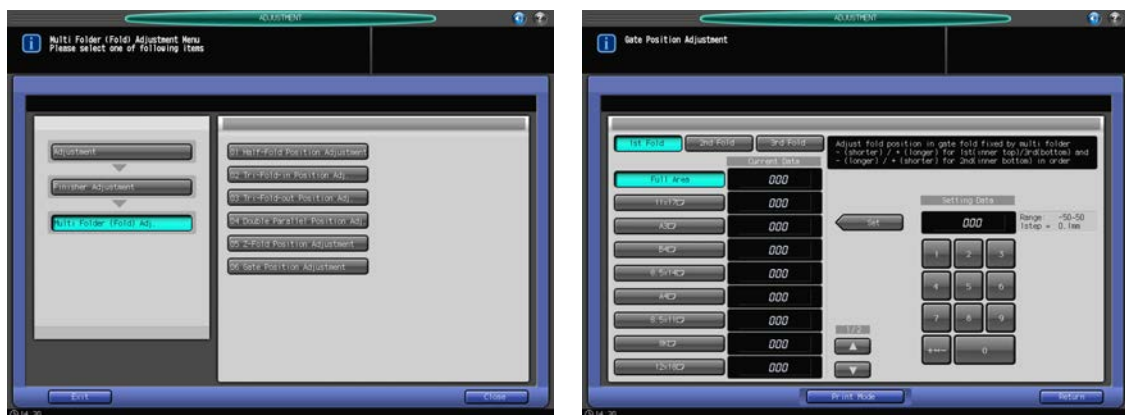 ADJUSTMENT
Multi Folder (Fold) Adjustment Menu
Please select one of following items
Adjustment
Finisher Adjustment
Multi Folder (Fold) Adj.
01 Half-Fold Position Adjustment
02 Tri-Fold-in Position Adj.
03 Tri-Fold-out Position Adj.
04 Double Parallel Position Adj.
05 Z-Fold Position Adjustment
06 Gate Position Adjustment
Exit
Close
14:30
ADJUSTMENT
Gate Position Adjustment
1st Fold
2nd Fold
3rd Fold
Adjust fold position in gate fold fixed by multi folder
- (shorter) / + (longer) for 1st(inner top)/3rd(bottom) and
- (longer) / + (shorter) for 2nd(inner bottom) in order
Current Data
Full Area
000
11x17
000
A3
000
B4
000
8.5x14
000
A4
000
8.5x11
000
8K
000
12x18
000
Set
Setting Data
000
Range -50-50
1step = 0.1mm
1
2
3
4
5
6
7
8
9
0
1/2
Print Mode
Return
14:30